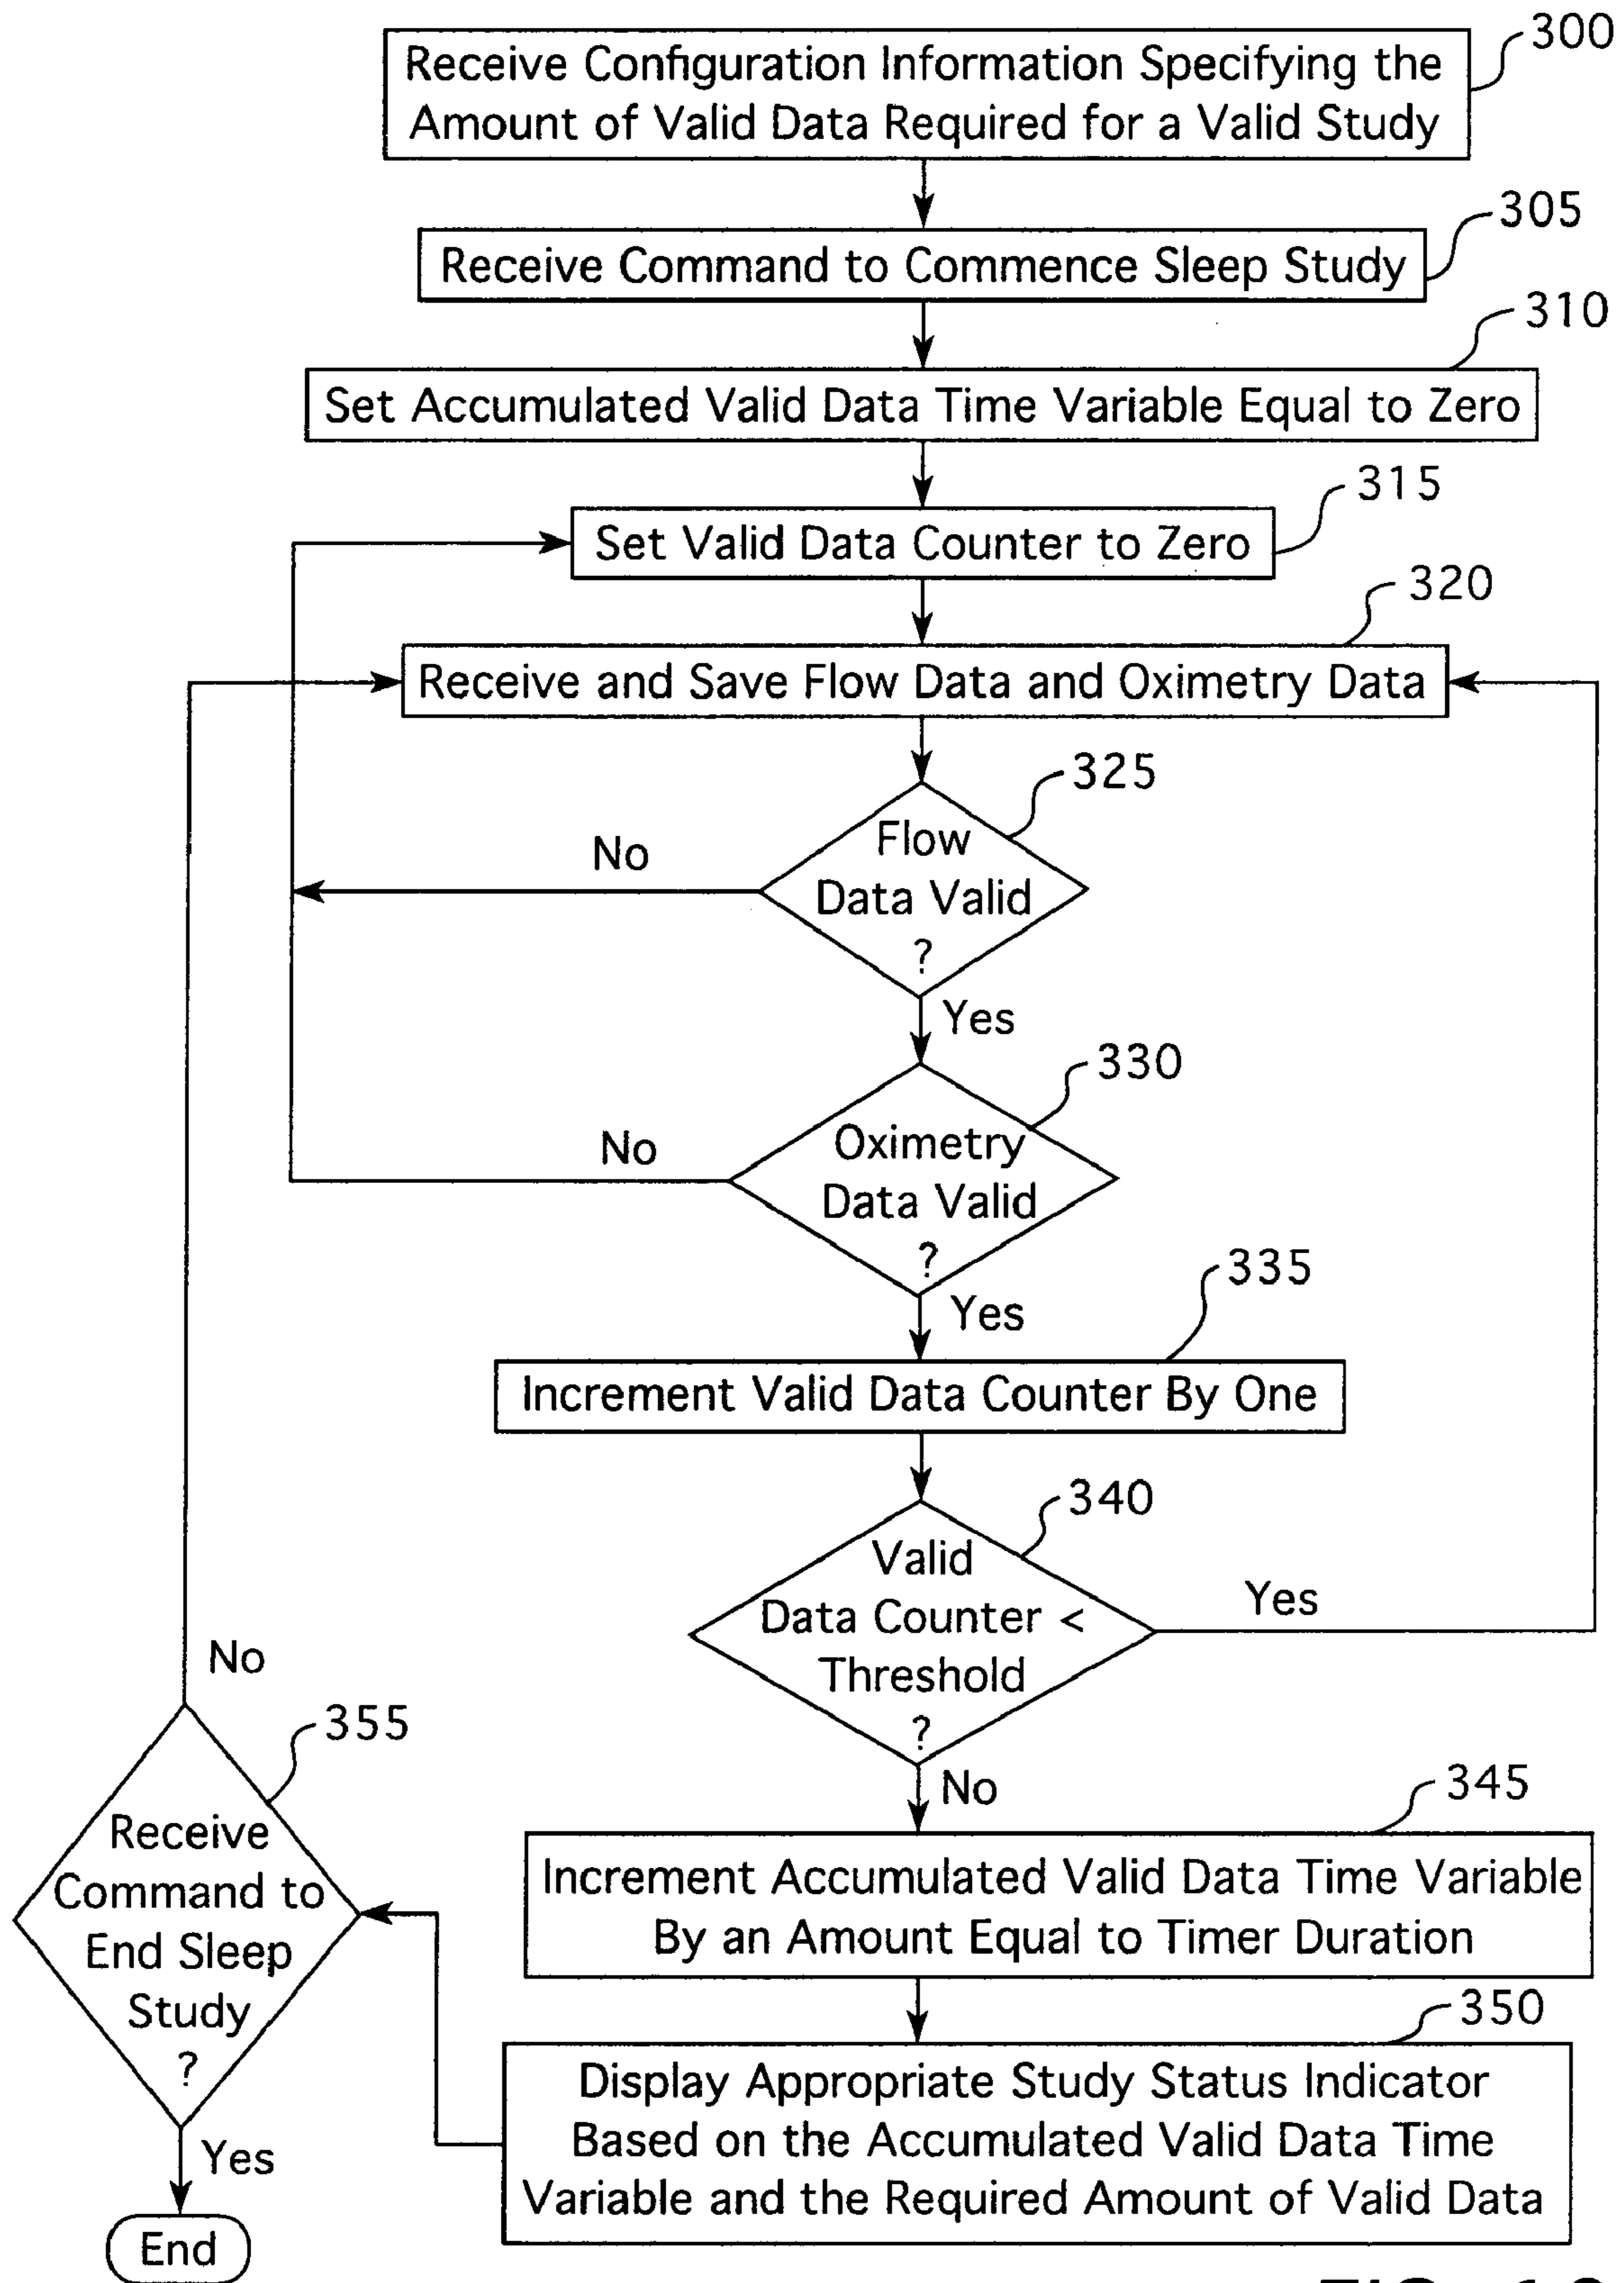 300
Receive Configuration Information Specifying the
Amount of Valid Data Required for a Valid Study
305
Receive Command to Commence Sleep Study
310
Set Accumulated Valid Data Time Variable Equal to Zero
315
Set Valid Data Counter to Zero
320
Receive and Save Flow Data and Oximetry Data
325
Flow
Data Valid
?
No
Yes
330
Oximetry
Data Valid
?
No
Yes
335
Increment Valid Data Counter By One
340
Valid
Data Counter <
Threshold
?
Yes
No
345
Increment Accumulated Valid Data Time Variable
By an Amount Equal to Timer Duration
350
Display Appropriate Study Status Indicator
Based on the Accumulated Valid Data Time
Variable and the Required Amount of Valid Data
No
355
Receive
Command to
End Sleep
Study
?
Yes
End